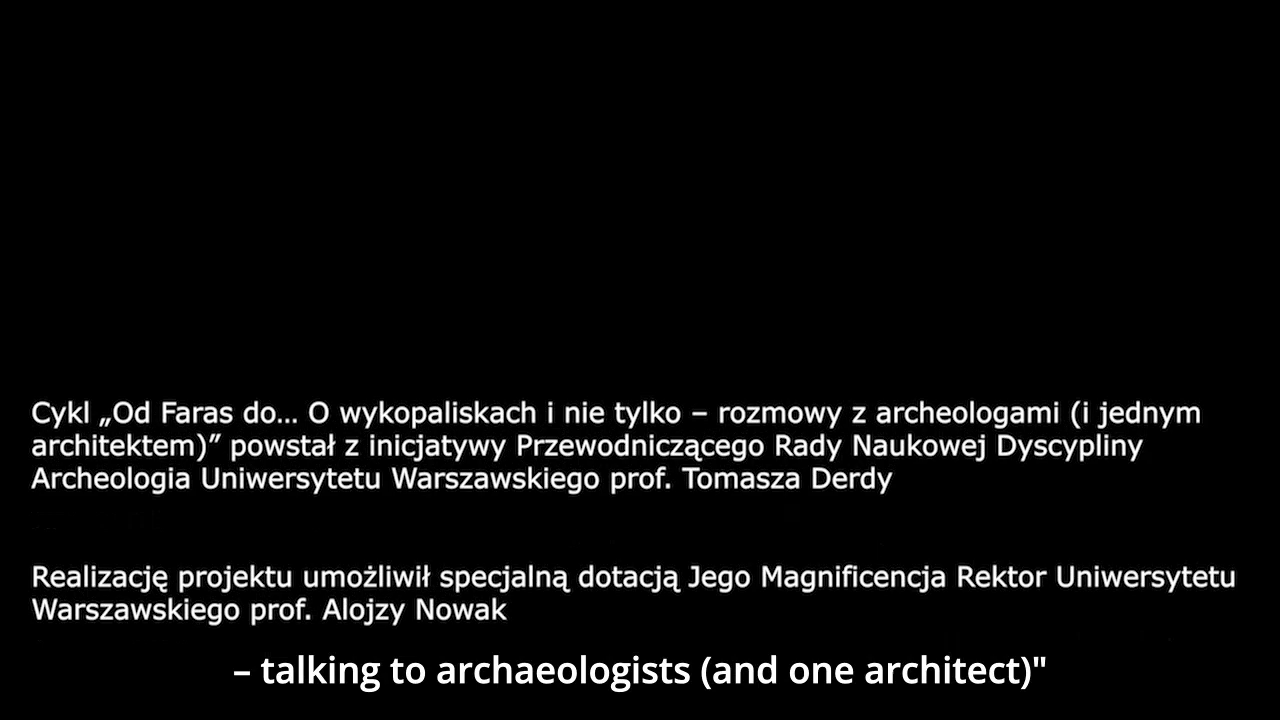 Cykl „Od Faras do... O wykopaliskach i nie tylko – rozmowy z archeologami (i jednym
architektem)” powstał z inicjatywy Przewodniczącego Rady Naukowej Dyscypliny
Archeologia Uniwersytetu Warszawskiego prof. Tomasza Derdy
Realizację projektu umożliwił specjalną dotacją Jego Magnificencja Rektor Uniwersytetu
Warszawskiego prof. Alojzy Nowak
– talking to archaeologists (and one architect)"